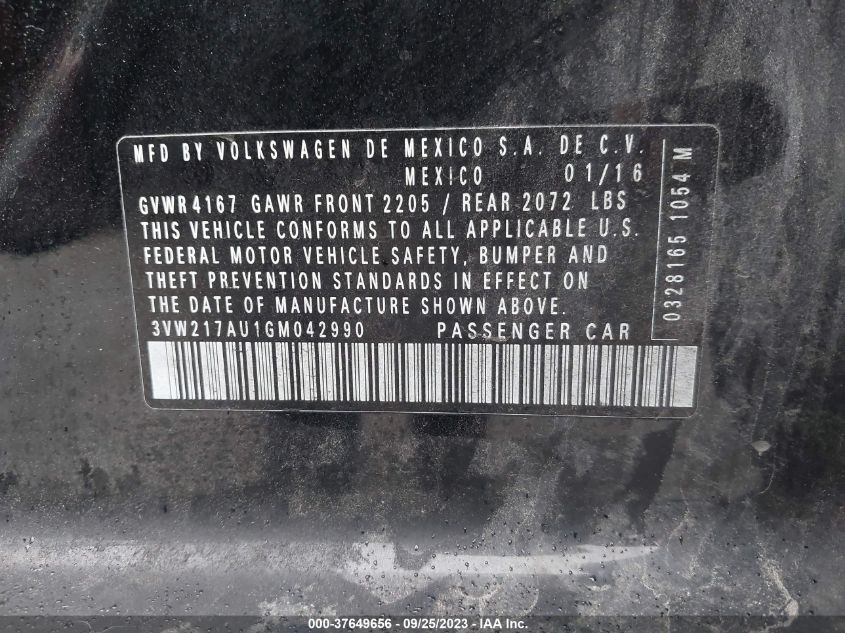 MFD BY VOLKSWAGEN DE MEXICO S.A. DE C.V.
MEXICO 01/16
GVWR 4167 GAWR FRONT 2205 / REAR 2072 LBS
THIS VEHICLE CONFORMS TO ALL APPLICABLE U.S.
FEDERAL MOTOR VEHICLE SAFETY, BUMPER AND
THEFT PREVENTION STANDARDS IN EFFECT ON
THE DATE OF MANUFACTURE SHOWN ABOVE.
3VW217AU1GM042990 PASSENGER CAR
0328165 1054 M
000-37649656 - 09/25/2023 - IAA Inc.